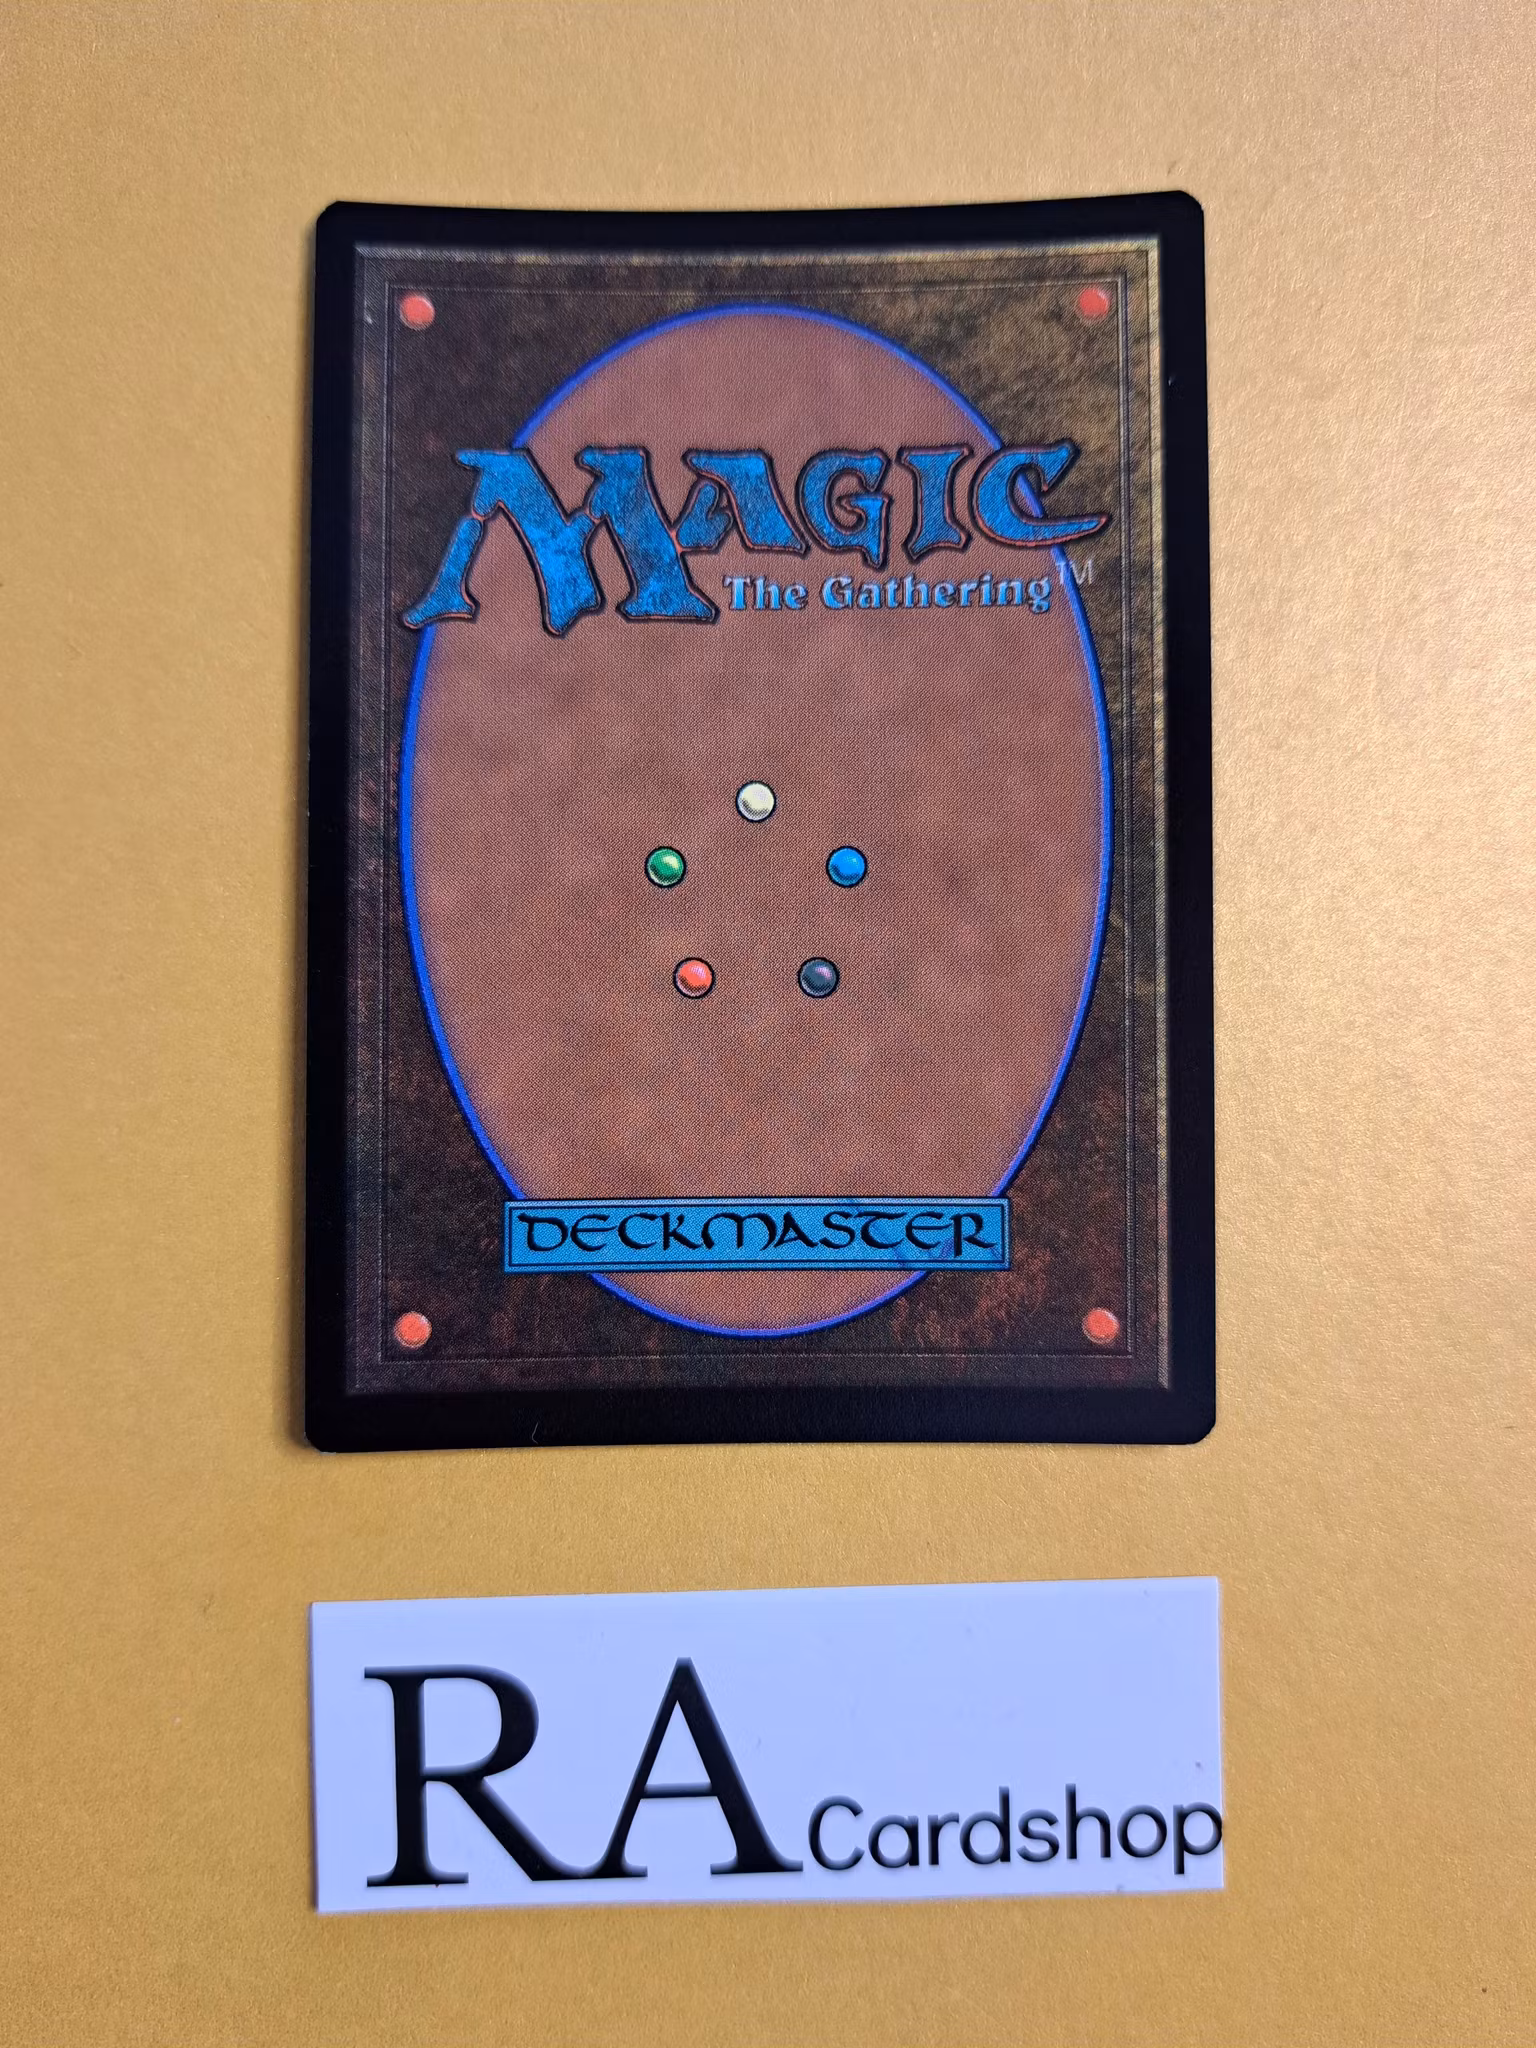 MAGIC
The Gathering™
DECKMASTER
RA Cardshop